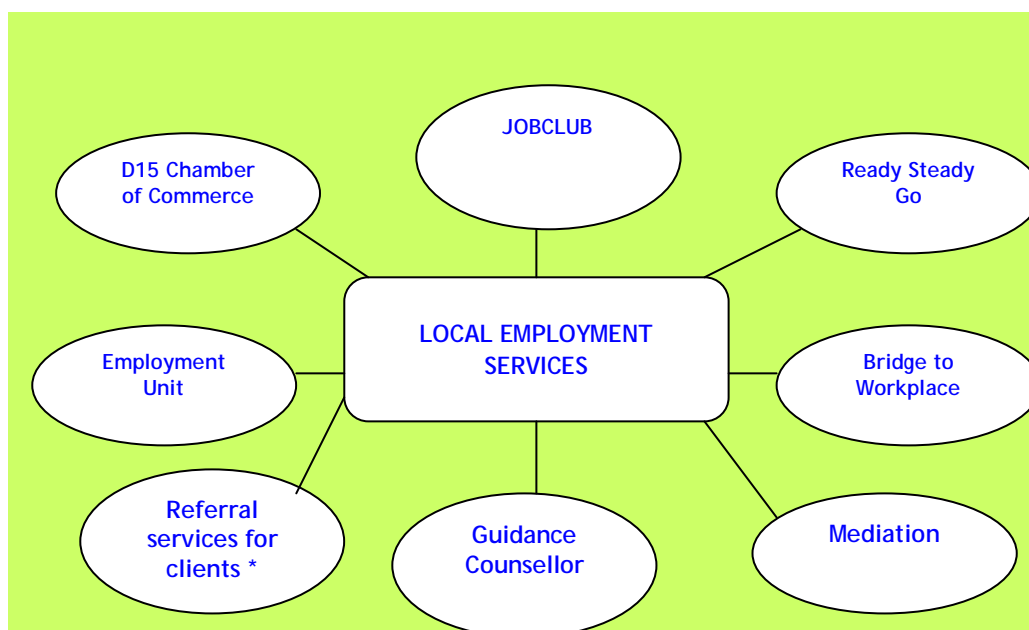 JOBCLUB
D15 Chamber
of Commerce
Ready Steady
Go
LOCAL EMPLOYMENT
SERVICES
Employment
Unit
Bridge to
Workplace
Referral
services for
clients *
Guidance
Counsellor
Mediation